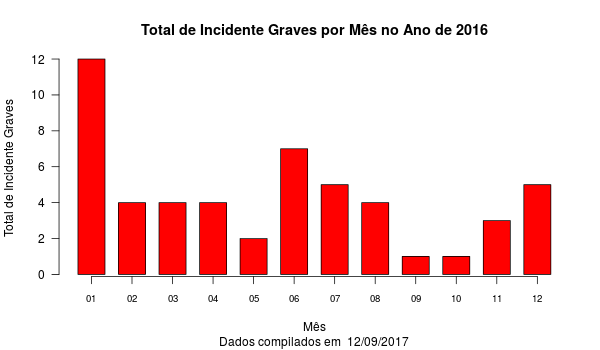 Total de Incidente Graves por Mês no Ano de 2016
Total de Incidente Graves
12
10
8
6
4
2
0
01 02 03 04 05 06 07 08 09 10 11 12
Mês
Dados compilados em  12/09/2017